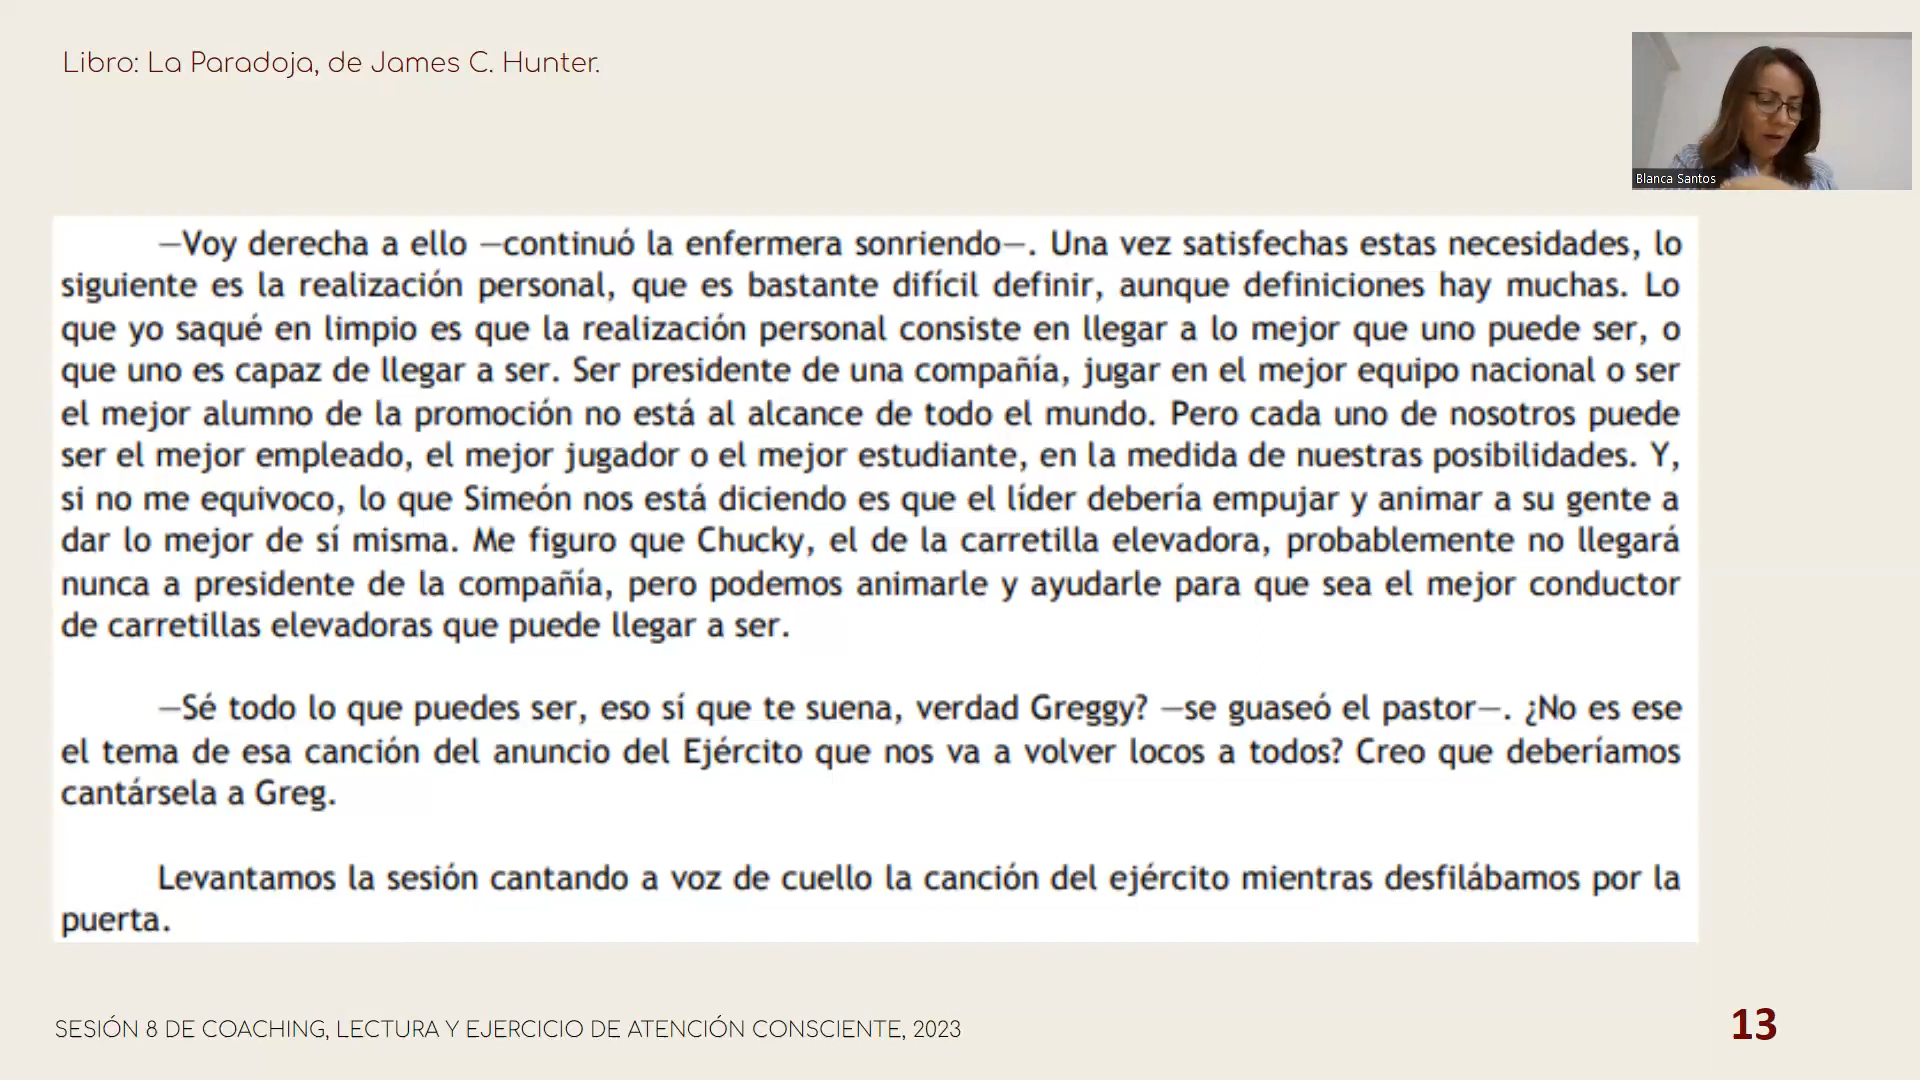 Libro: La Paradoja, de James C. Hunter.
Blanca Santos
—Voy derecha a ello —continuó la enfermera sonriendo—. Una vez satisfechas estas necesidades, lo
siguiente es la realización personal, que es bastante difícil definir, aunque definiciones hay muchas. Lo
que yo saqué en limpio es que la realización personal consiste en llegar a lo mejor que uno puede ser, o
que uno es capaz de llegar a ser. Ser presidente de una compañía, jugar en el mejor equipo nacional o ser
el mejor alumno de la promoción no está al alcance de todo el mundo. Pero cada uno de nosotros puede
ser el mejor empleado, el mejor jugador o el mejor estudiante, en la medida de nuestras posibilidades. Y,
si no me equivoco, lo que Simeón nos está diciendo es que el líder debería empujar y animar a su gente a
dar lo mejor de sí misma. Me figuro que Chucky, el de la carretilla elevadora, probablemente no llegará
nunca a presidente de la compañía, pero podemos animarle y ayudarle para que sea el mejor conductor
de carretillas elevadoras que puede llegar a ser.
—Sé todo lo que puedes ser, eso sí que te suena, verdad Greggy? —se guaseó el pastor—. ¿No es ese
el tema de esa canción del anuncio del Ejército que nos va a volver locos a todos? Creo que deberíamos
cantársela a Greg.
Levantamos la sesión cantando a voz de cuello la canción del ejército mientras desfilábamos por la
puerta.
SESIÓN 8 DE COACHING, LECTURA Y EJERCICIO DE ATENCIÓN CONSCIENTE, 2023
13